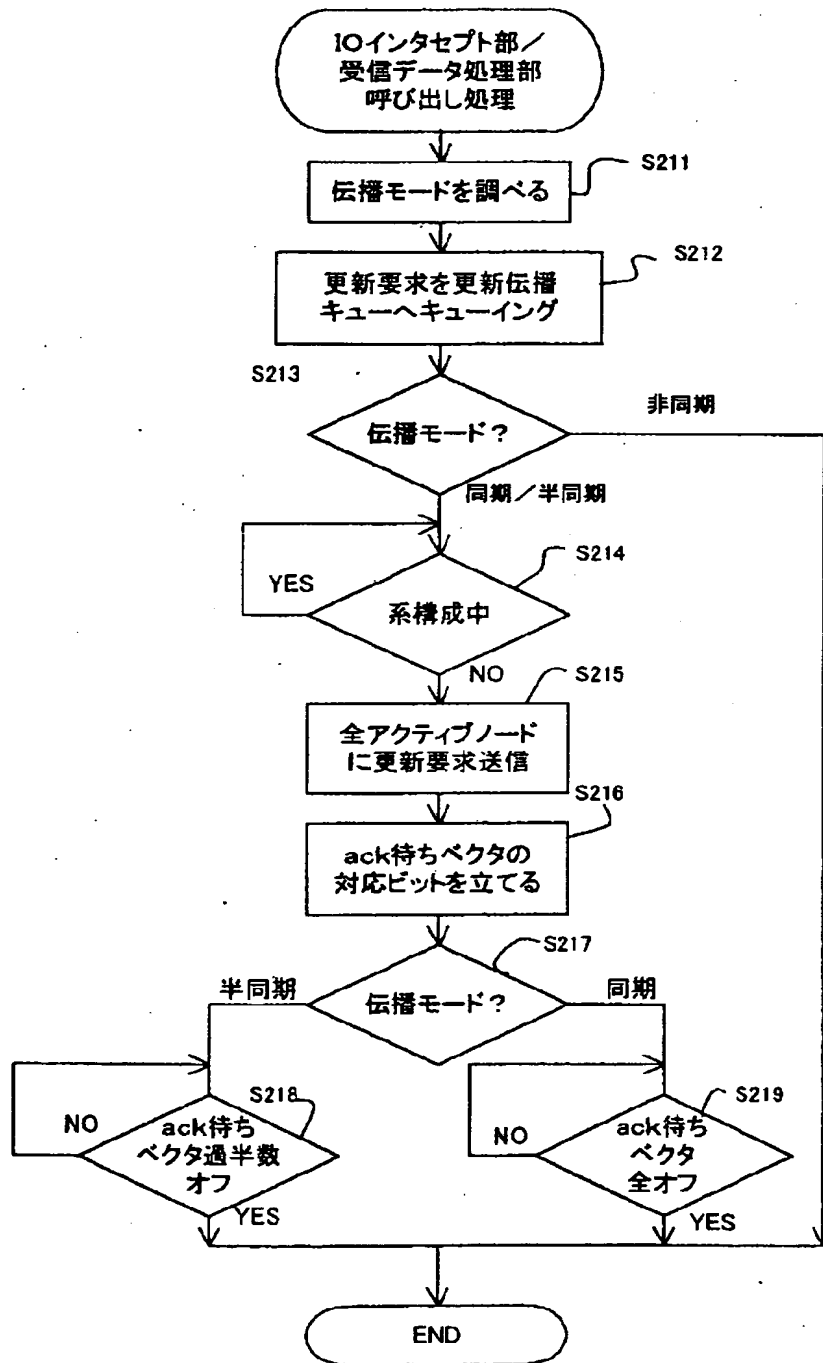 IOインタセプト部／
受信データ処理部
呼び出し処理
S211
伝播モードを調べる
S212
更新要求を更新伝播
キューへキューイング
S213
伝播モード？
非同期
同期／半同期
S214
YES
系構成中
NO
S215
全アクティブノード
に更新要求送信
S216
ack待ちベクタの
対応ビットを立てる
S217
半同期
伝播モード？
同期
S218
NO
ack待ち
ベクタ過半数
オフ
YES
S219
NO
ack待ち
ベクタ
全オフ
YES
END